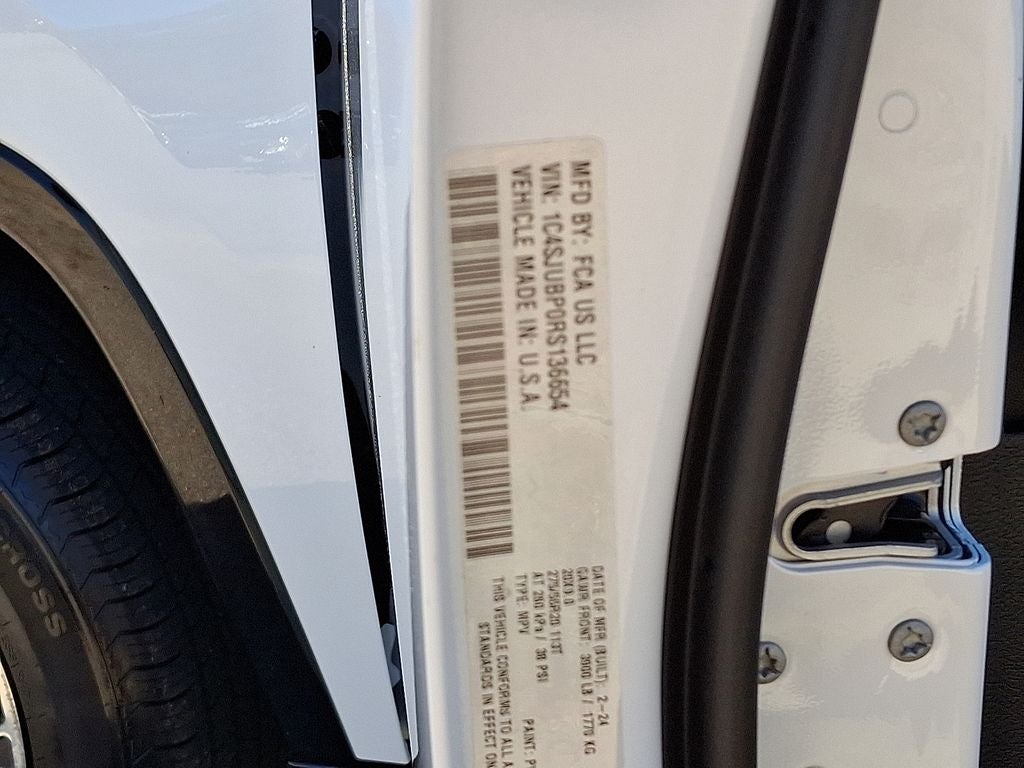 MFD BY: FCA US LLC
VIN: 1C4SJUBP0RS136654
VEHICLE MADE IN: U.S.A.
DATE OF MFR (BUILT): 2-24
GAWR FRONT: LB / 1770 KG
20X9.0
275/55R20 113T
AT 260 kPa / 38 PSI
TYPE: MPV PAINT:
THIS VEHICLE CONFORMS TO ALL A
STANDARDS IN EFFECT ON